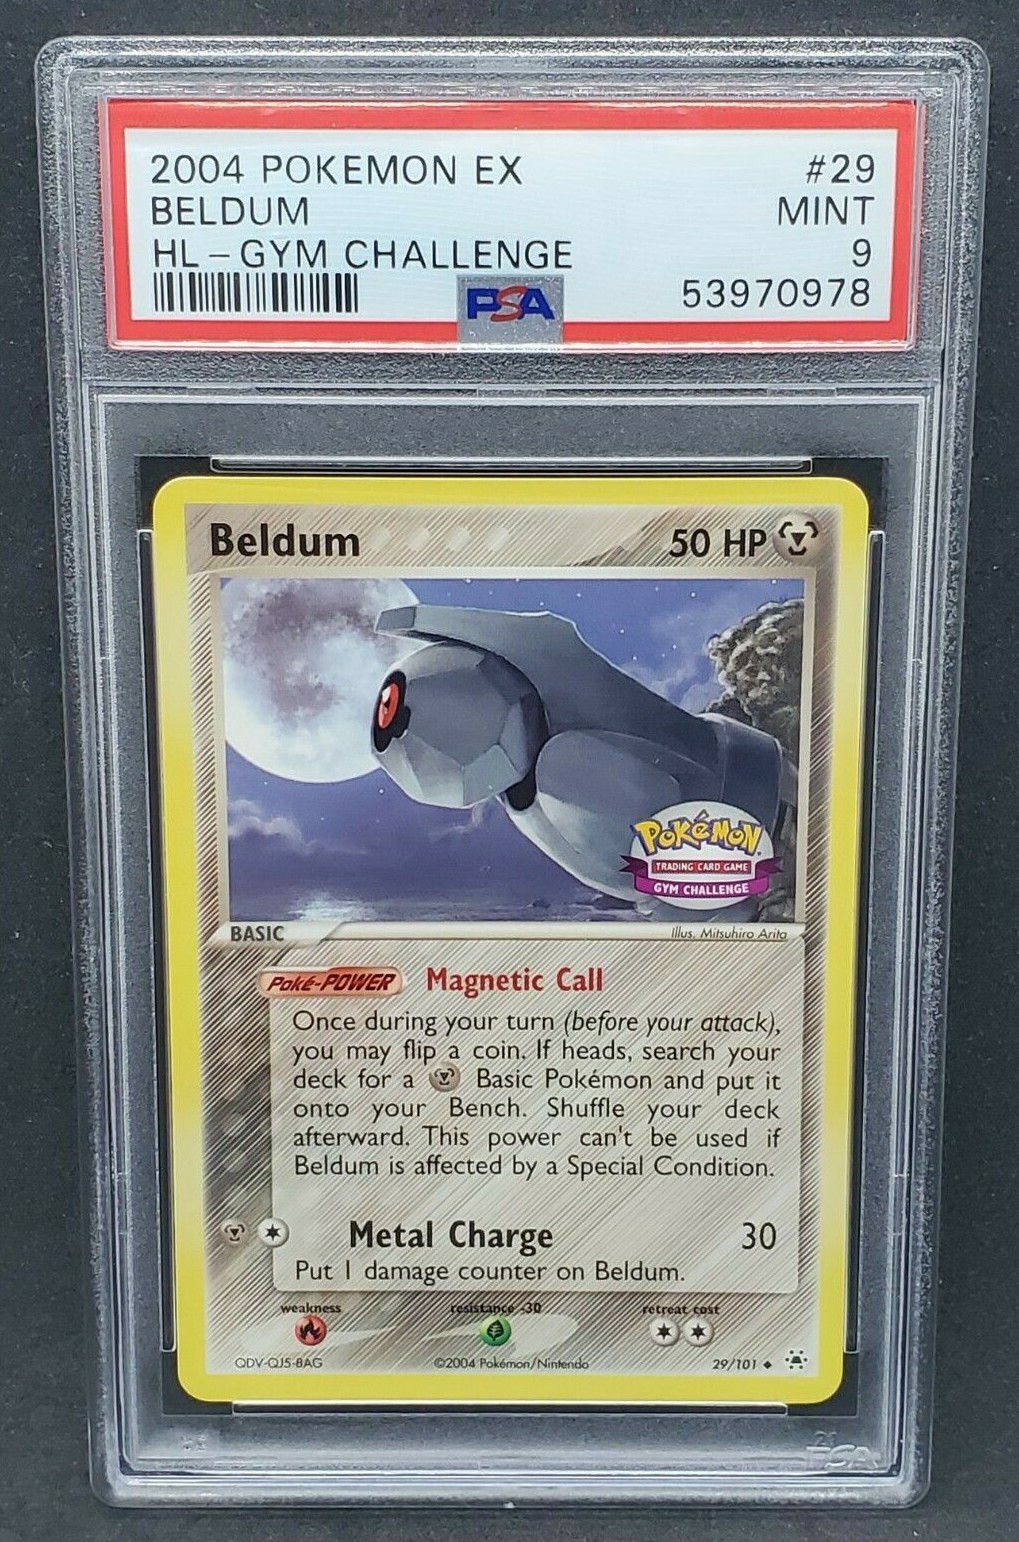 2004 POKEMON EX #29
BELDUM MINT
HL - GYM CHALLENGE 9
PSA 53970978
Beldum 50 HP
POKéMON
TRADING CARD GAME
GYM CHALLENGE
BASIC Illus. Mitsuhiro Arita
Poké-POWER Magnetic Call
Once during your turn (before your attack),
you may flip a coin. If heads, search your
deck for a Basic Pokémon and put it
onto your Bench. Shuffle your deck
afterward. This power can't be used if
Beldum is affected by a Special Condition.
Metal Charge 30
Put 1 damage counter on Beldum.
weakness resistance -30 retreat cost
QDV-QJ5-8AG ©2004 Pokémon/Nintendo 29/101
PSA